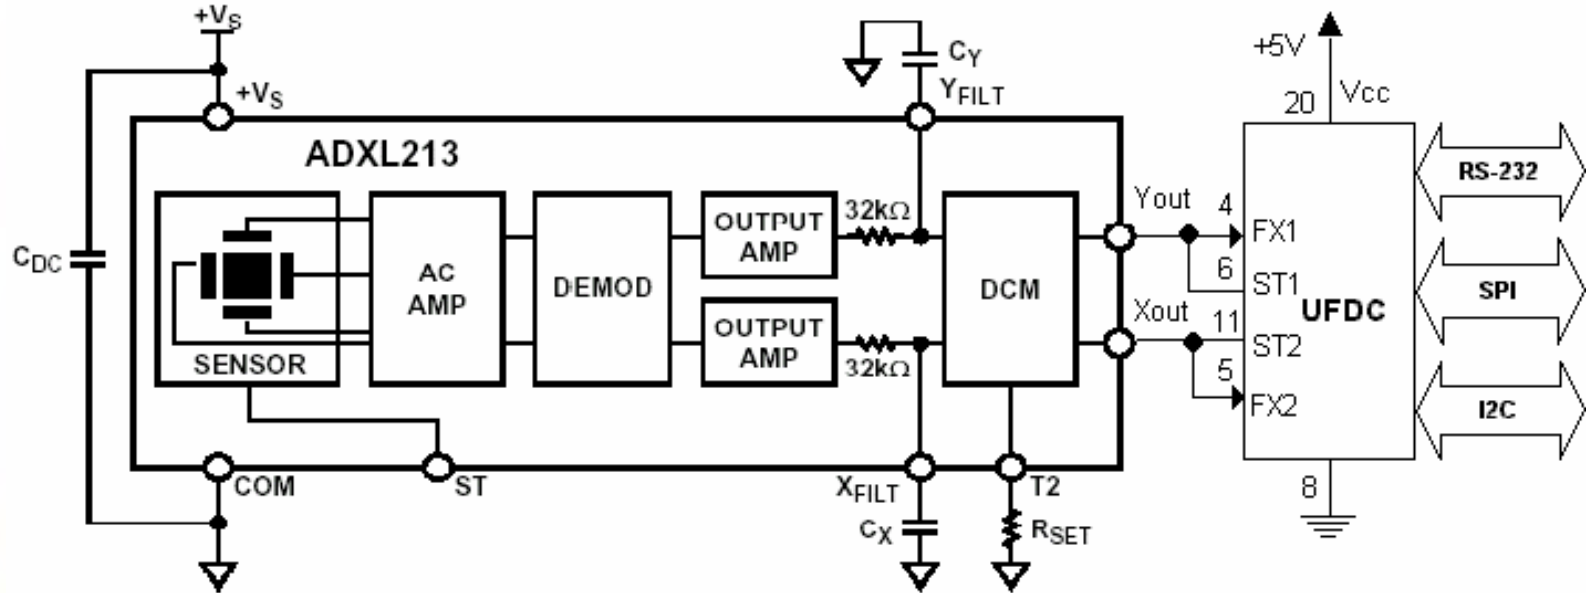 +VS
+5V
CY
+VS
YFILT
20
Vcc
ADXL213
RS-232
Yout
4
OUTPUT
AMP
32kΩ
FX1
CDC
AC
AMP
DEMOD
DCM
6
ST1
SPI
UFDC
Xout
11
OUTPUT
AMP
32kΩ
ST2
SENSOR
5
FX2
I2C
COM
ST
XFILT
T2
8
CX
RSET